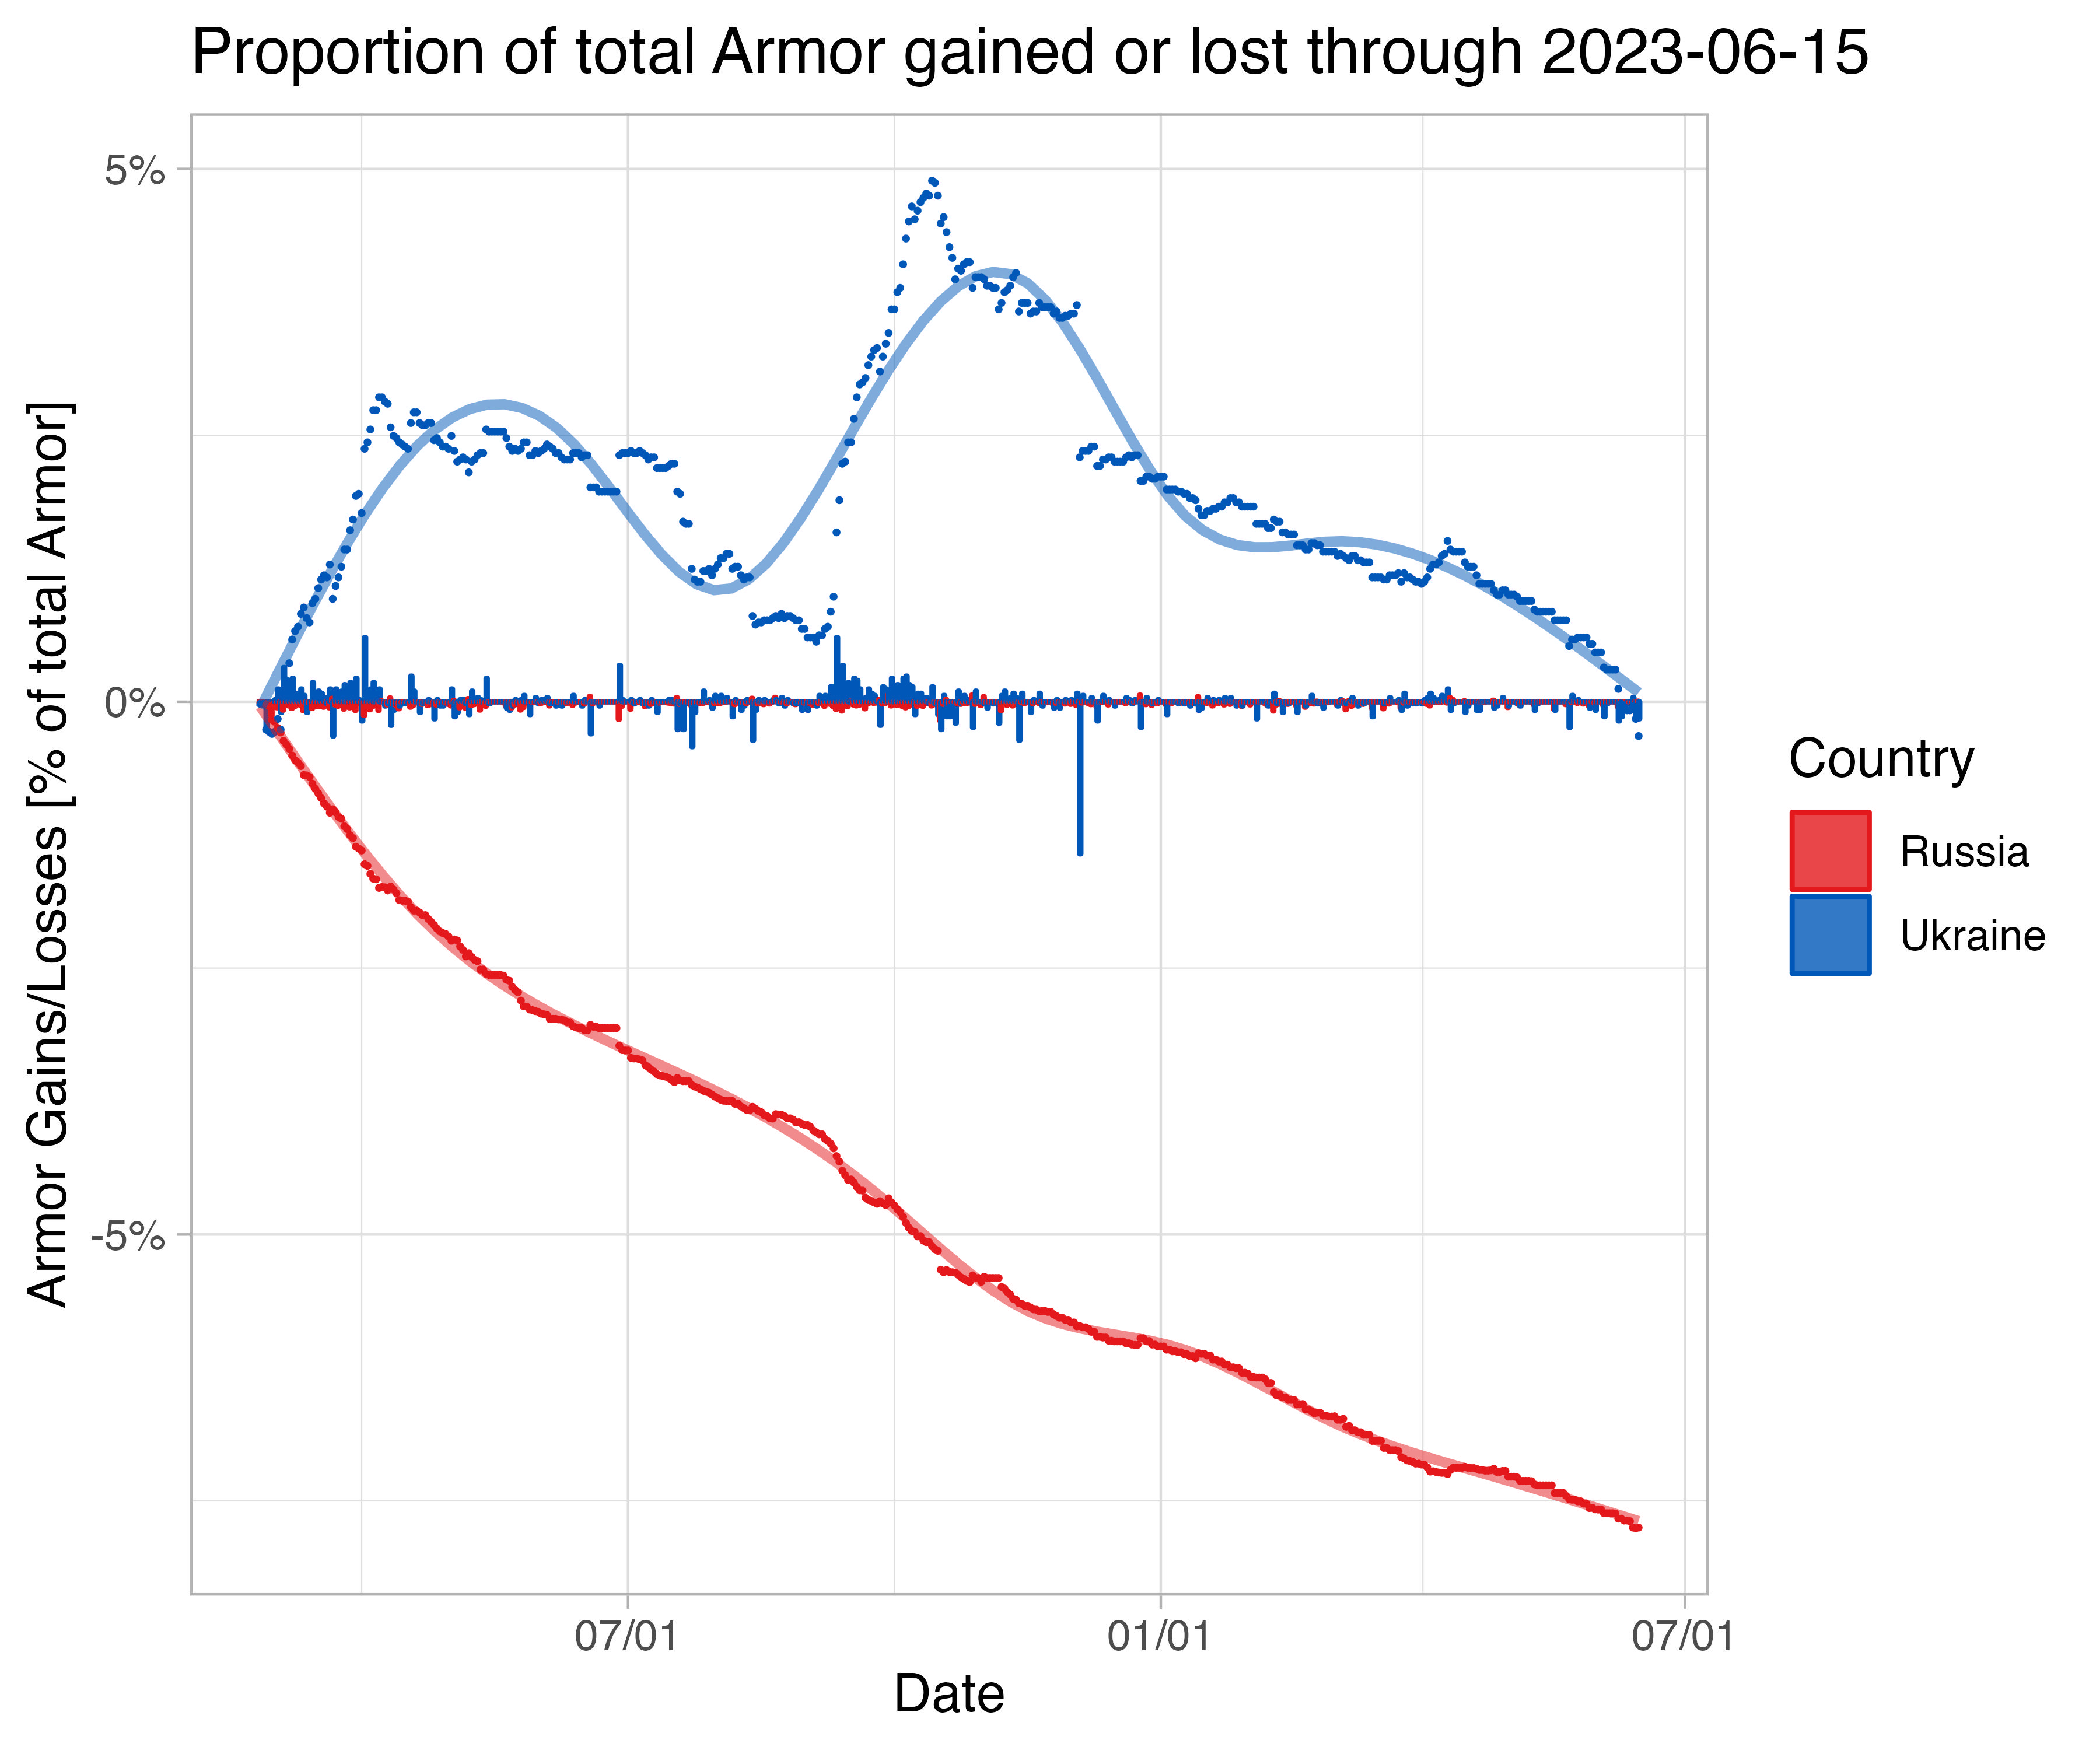 Proportion of total Armor gained or lost through 2023-06-15
Armor Gains/Losses [% of total Armor]
5%
0%
-5%
07/01
01/01
07/01
Date
Country
Russia
Ukraine